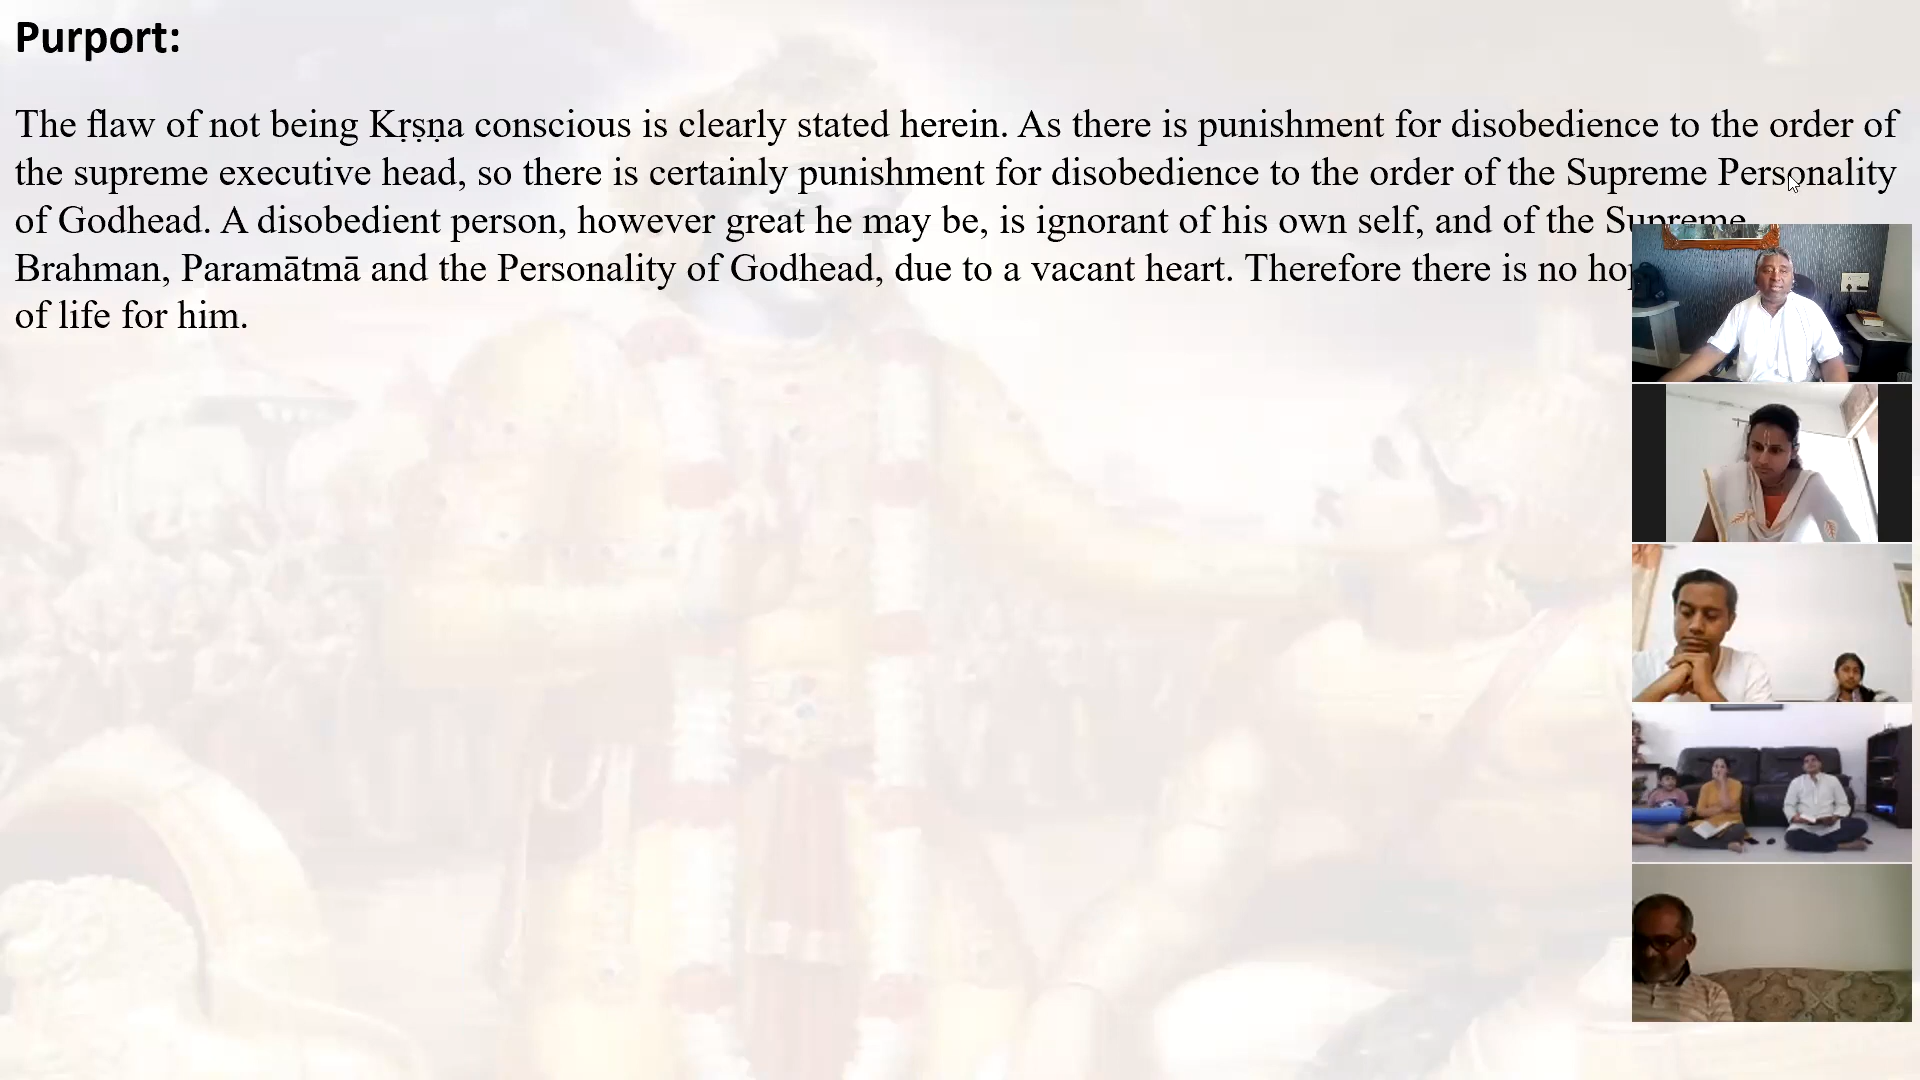 Purport:
The flaw of not being Kṛṣṇa conscious is clearly stated herein. As there is punishment for disobedience to the order of
the supreme executive head, so there is certainly punishment for disobedience to the order of the Supreme Personality
of Godhead. A disobedient person, however great he may be, is ignorant of his own self, and of the Supreme
Brahman, Paramātmā and the Personality of Godhead, due to a vacant heart. Therefore there is no
of life for him.